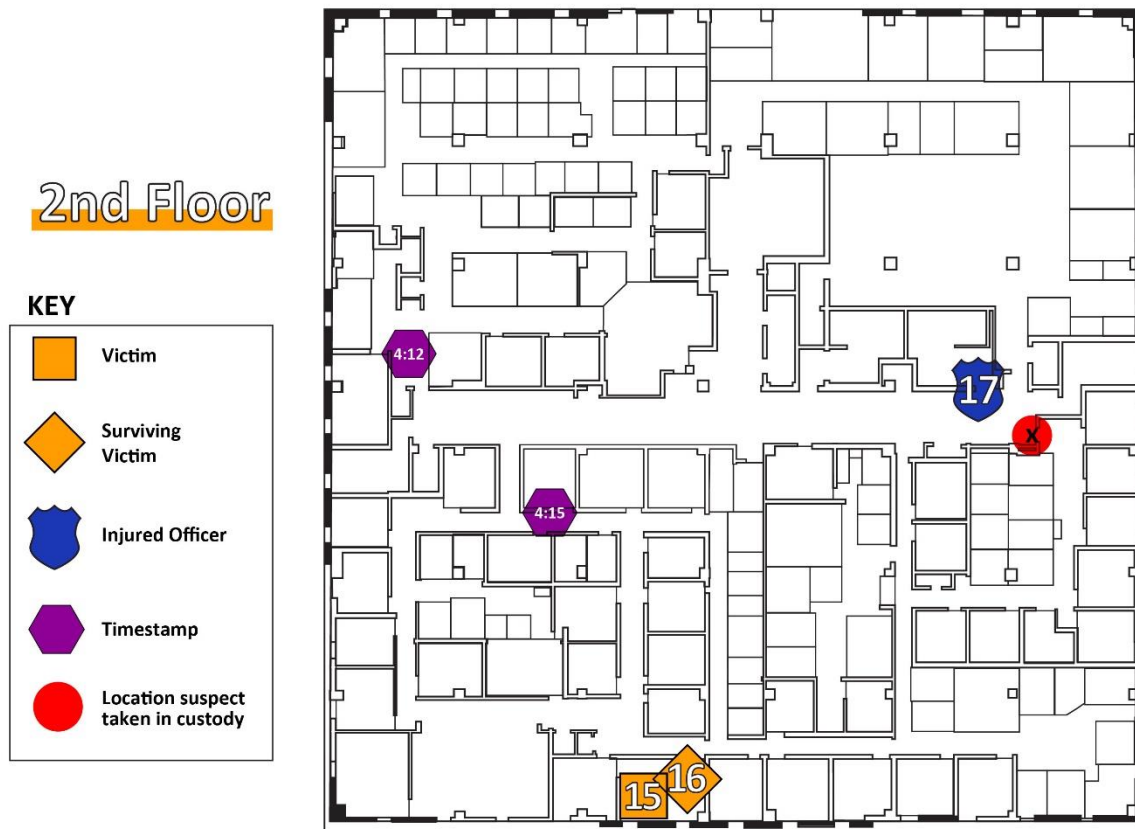 2nd Floor
KEY
Victim
Surviving
Victim
Injured Officer
Timestamp
Location suspect
taken in custody
4:12
17
X
4:15
15
16